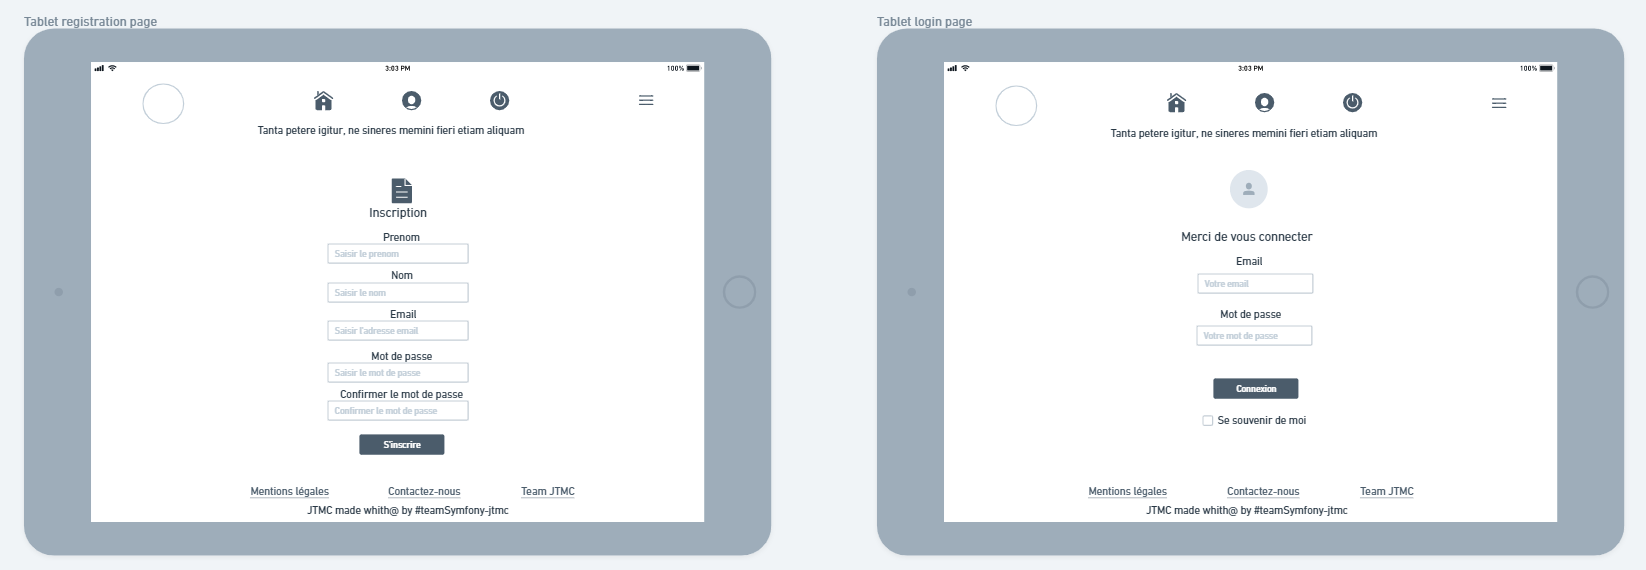 Tablet registration page
3:03 PM
100%
Tanta petere igitur, ne sineres memini fieri etiam aliquam
Inscription
Prenom
Saisir le prenom
Nom
Saisir le nom
Email
Saisir l'adresse email
Mot de passe
Saisir le mot de passe
Confirmer le mot de passe
Confirmer le mot de passe
S'inscrire
Mentions légales
Contactez-nous
Team JTMC
JTMC made whith@ by #teamSymfony-jtmc
Tablet login page
3:03 PM
100%
Tanta petere igitur, ne sineres memini fieri etiam aliquam
Merci de vous connecter
Email
Votre email
Mot de passe
Votre mot de passe
Connexion
Se souvenir de moi
Mentions légales
Contactez-nous
Team JTMC
JTMC made whith@ by #teamSymfony-jtmc